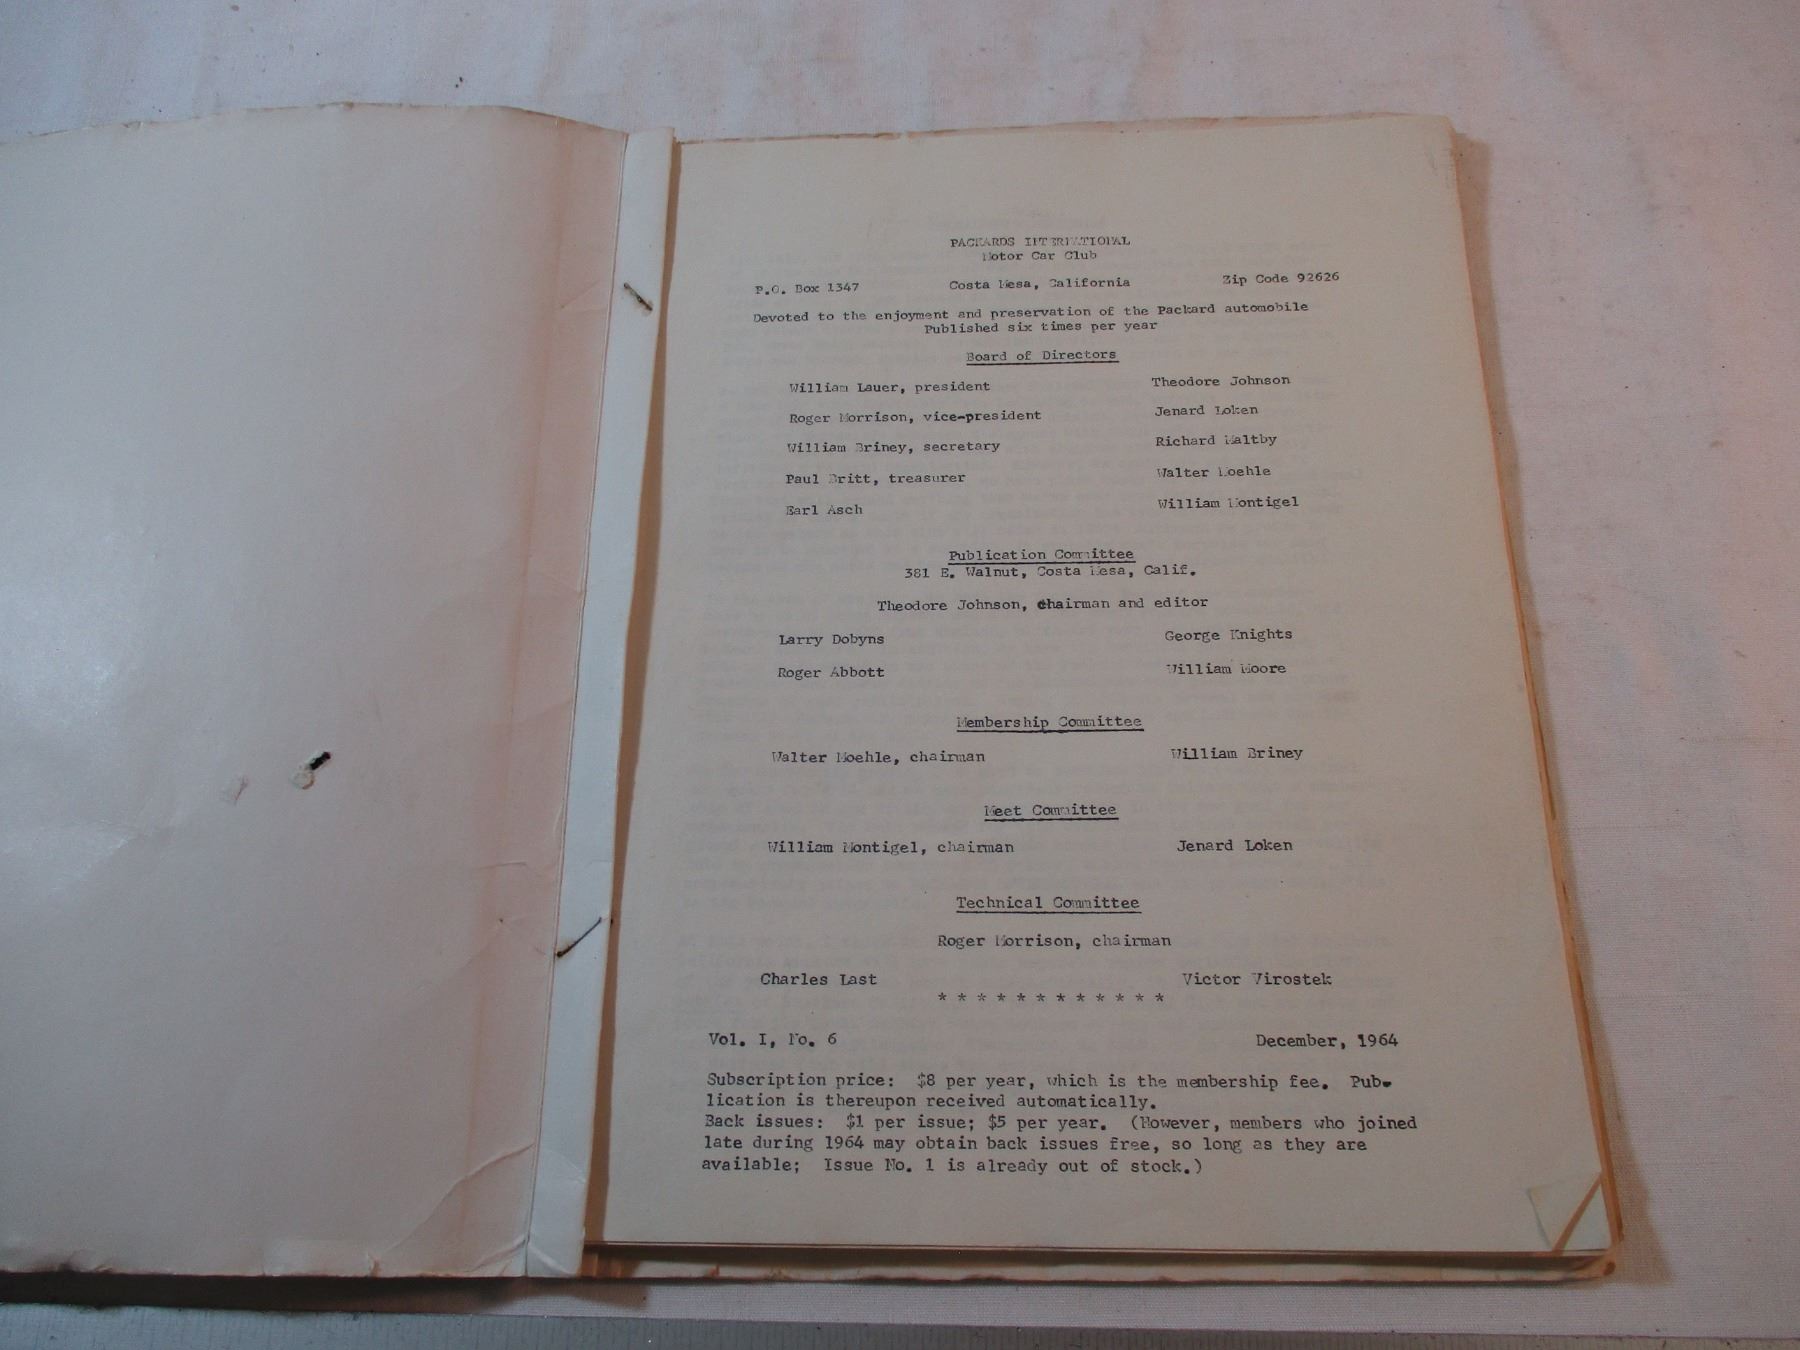 PACKARDS INTERNATIONAL
Motor Car Club
P.O. Box 1347 Costa Mesa, California Zip Code 92626
Devoted to the enjoyment and preservation of the Packard automobile
Published six times per year
Board of Directors
William Lauer, president Theodore Johnson
Roger Morrison, vice-president Jenard Loken
William Briney, secretary Richard Maltby
Paul Britt, treasurer Walter Moehle
Earl Asch William Montigel
Publication Committee
381 E. Walnut, Costa Mesa, Calif.
Theodore Johnson, chairman and editor
Larry Dobyns George Knights
Roger Abbott William Moore
Membership Committee
Walter Moehle, chairman William Briney
Meet Committee
William Montigel, chairman Jenard Loken
Technical Committee
Roger Morrison, chairman
Charles Last Victor Virostek
* * * * * * * * * * * *
Vol. I, No. 6 December, 1964
Subscription price: $8 per year, which is the membership fee. Pub-
lication is thereupon received automatically.
Back issues: $1 per issue; $5 per year. (However, members who joined
late during 1964 may obtain back issues free, so long as they are
available; Issue No. 1 is already out of stock.)